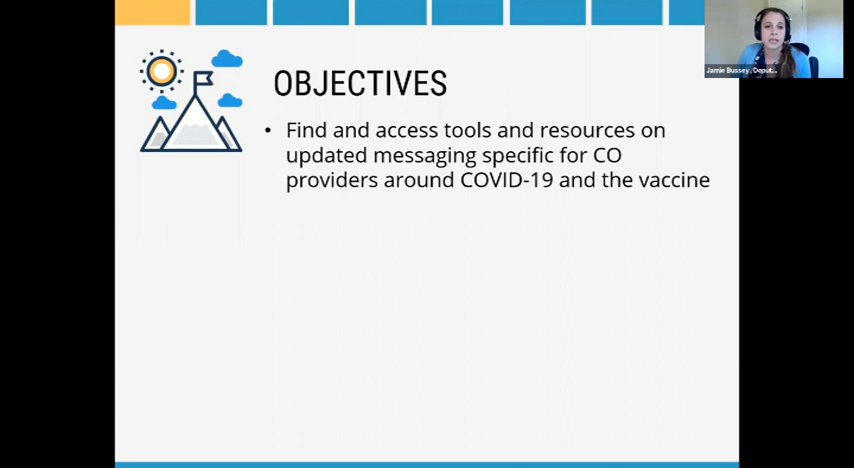 Jamie Bussey, Deput...
OBJECTIVES
• Find and access tools and resources on
updated messaging specific for CO
providers around COVID-19 and the vaccine